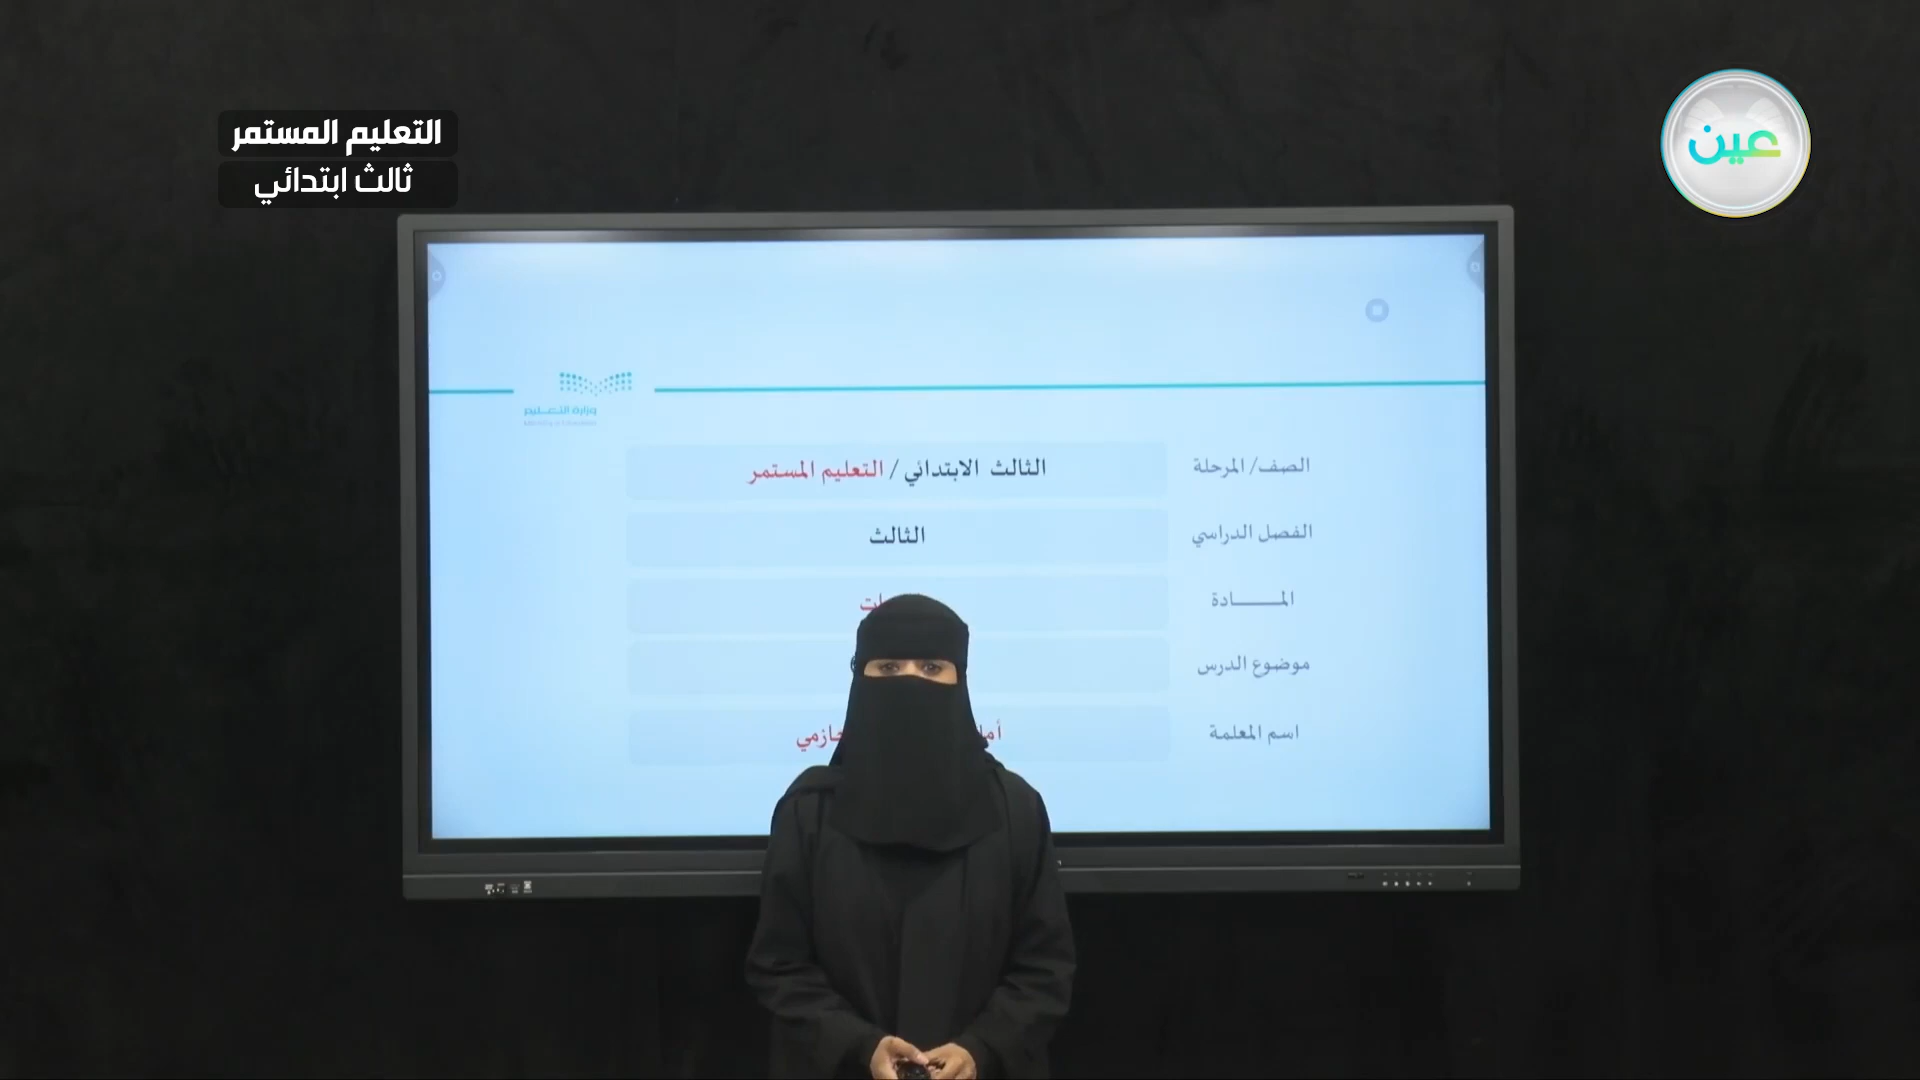 التعليم المستمر
ثالث ابتدائي
عين
وزارة التعليم
الصف/ المرحلة
الثالث الابتدائي / التعليم المستمر
الفصل الدراسي
الثالث
المـــــــادة
موضوع الدرس
اسم المعلمة